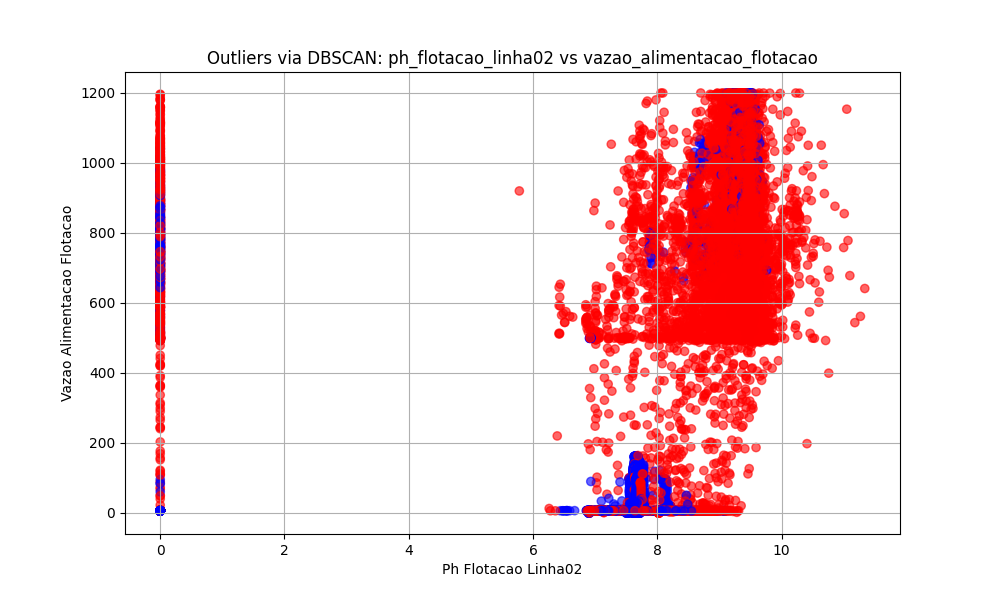 Outliers via DBSCAN: ph_flotacao_linha02 vs vazao_alimentacao_flotacao
1200
1000
800
600
400
200
0
Vazao Alimentacao Flotacao
0 2 4 6 8 10
Ph Flotacao Linha02